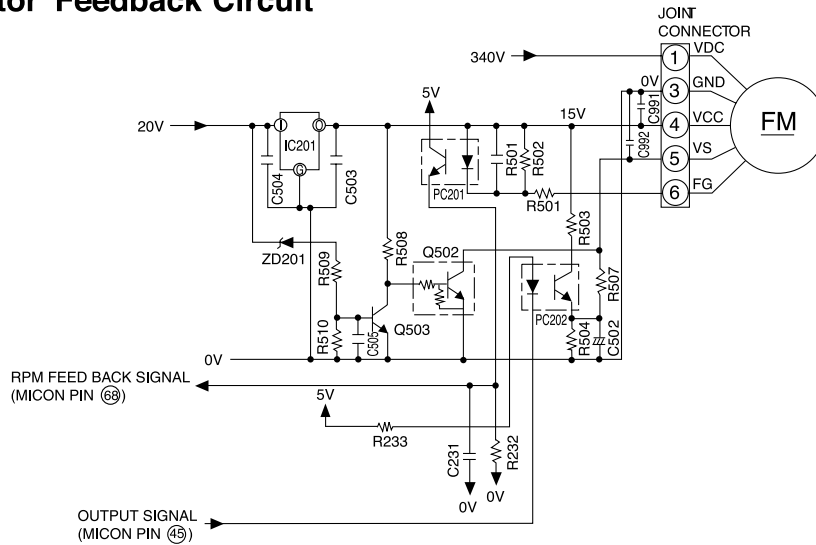 tor Feedback Circuit
JOINT
CONNECTOR
340V
1
VDC
0V
3
GND
C991
C992
4
VCC
5
VS
6
FG
FM
5V
15V
20V
I
O
IC201
G
C504
C503
PC201
R501
R502
R501
R503
ZD201
R509
R508
Q502
R507
R510
C505
Q503
PC202
R504
C502
0V
RPM FEED BACK SIGNAL
(MICON PIN 68)
5V
R233
C231
R232
0V
0V
OUTPUT SIGNAL
(MICON PIN 45)